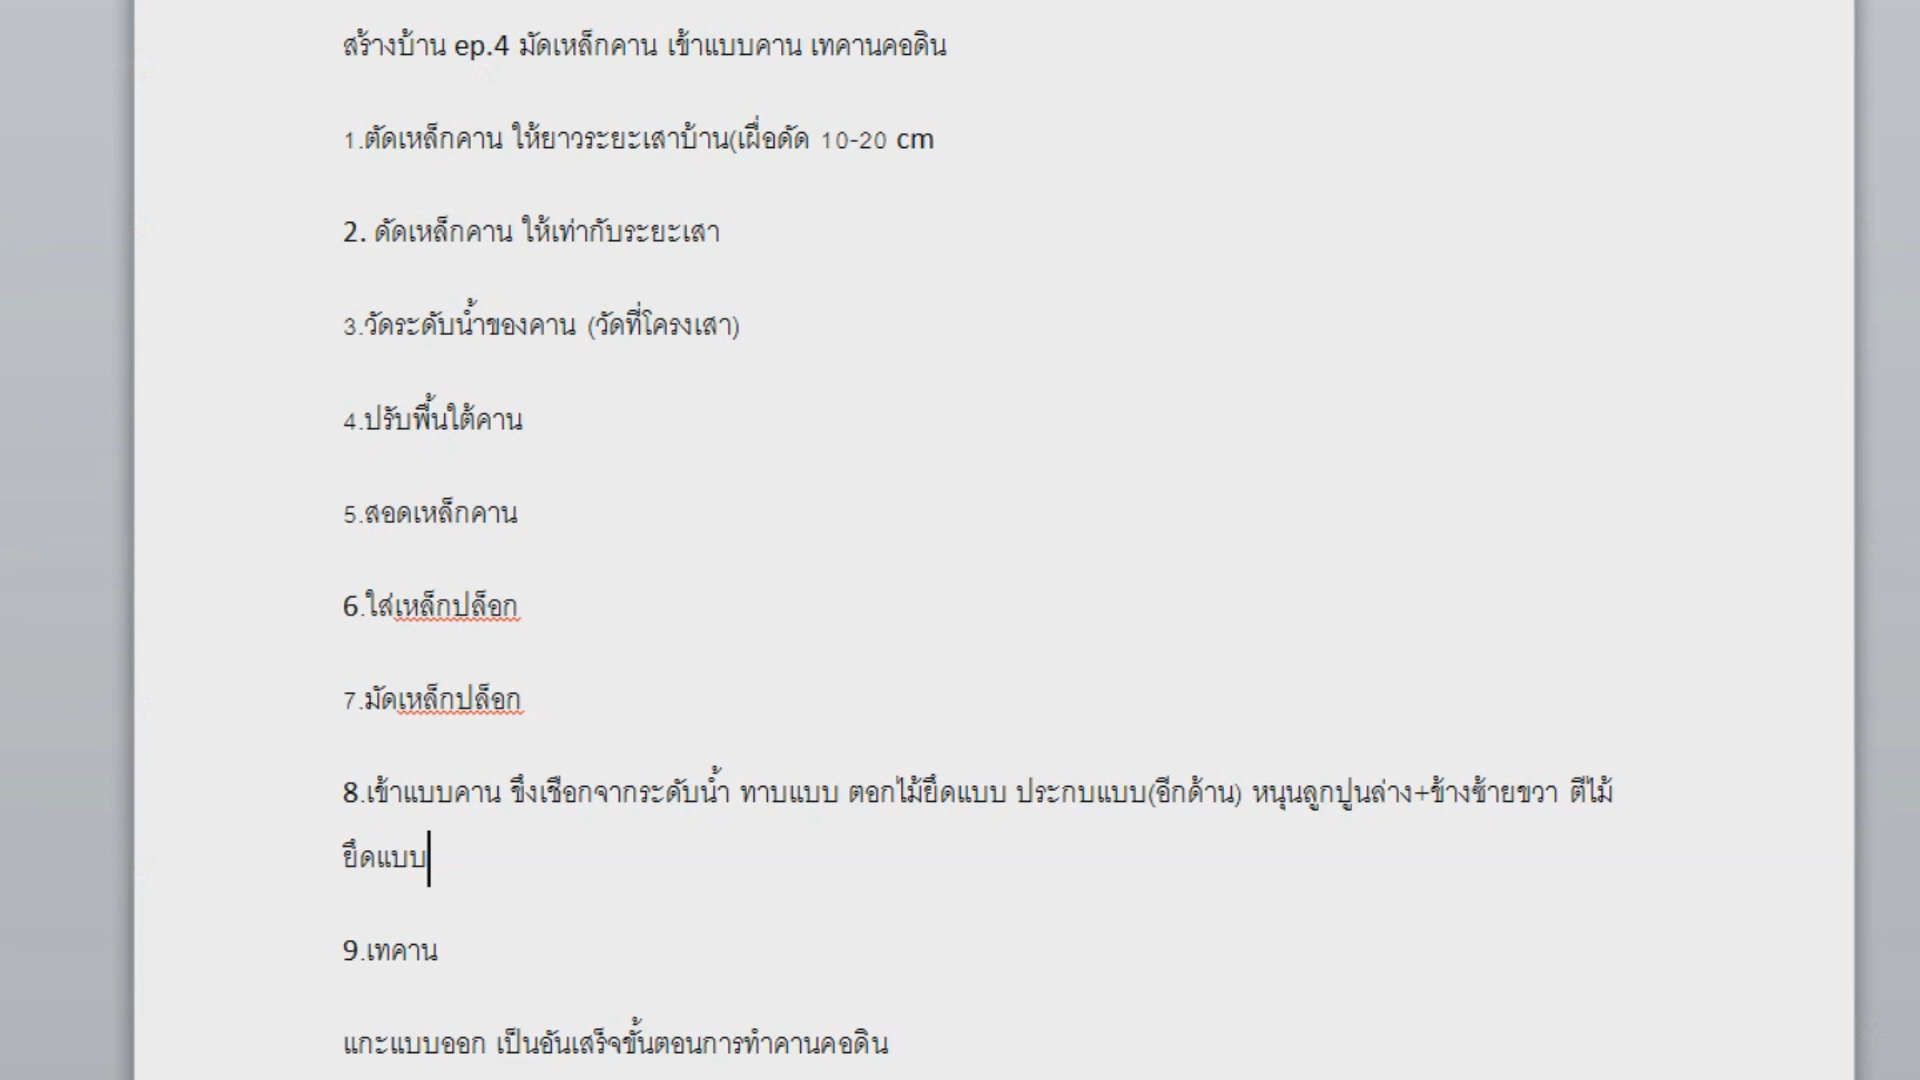 สร้างบ้าน ep.4 มัดเหล็กคาน เข้าแบบคาน เทคานคอดิน
1.ตัดเหล็กคาน ให้ยาวระยะเสาบ้าน(เผื่อดัด 10-20 cm
2. ดัดเหล็กคาน ให้เท่ากับระยะเสา
3.วัดระดับน้ำของคาน (วัดที่โครงเสา)
4.ปรับพื้นใต้คาน
5.สอดเหล็กคาน
6.ใส่เหล็กปล็อก
7.มัดเหล็กปล็อก
8.เข้าแบบคาน ขึงเชือกจากระดับน้ำ ทาบแบบ ตอกไม้ยึดแบบ ประกบแบบ(อีกด้าน) หนุนลูกปูนล่าง+ข้างซ้ายขวา ตีไม้
ยึดแบบ
9.เทคาน
แกะแบบออก เป็นอันเสร็จขั้นตอนการทำคานคอดิน